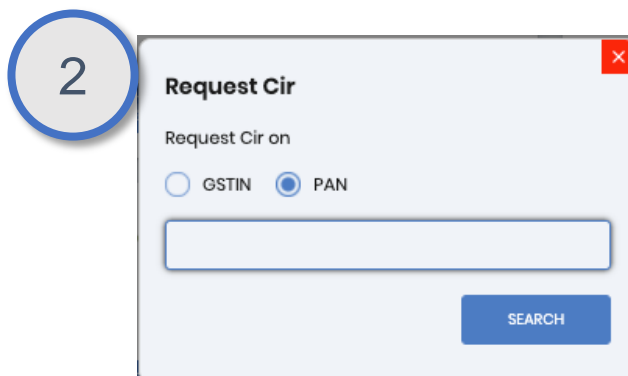 2
×
Request Cir
Request Cir on
GSTIN PAN
SEARCH